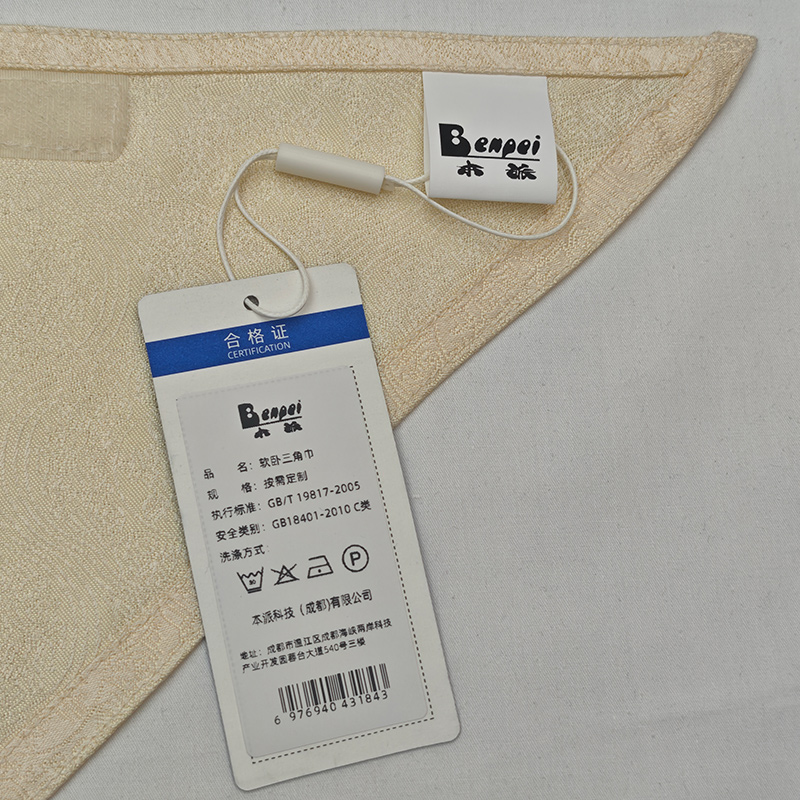 Benpei
本 派
合格证
CERTIFICATION
Benpei
本 派
品 名：软卧三角巾
规 格：按需定制
执行标准：GB/T 19817-2005
安全类别：GB18401-2010 C类
洗涤方式：
30
P
本派科技（成都)有限公司
地址：成都市温江区成都海峡两岸科技
产业开发园蓉台大道540号三楼
6 976940 431843